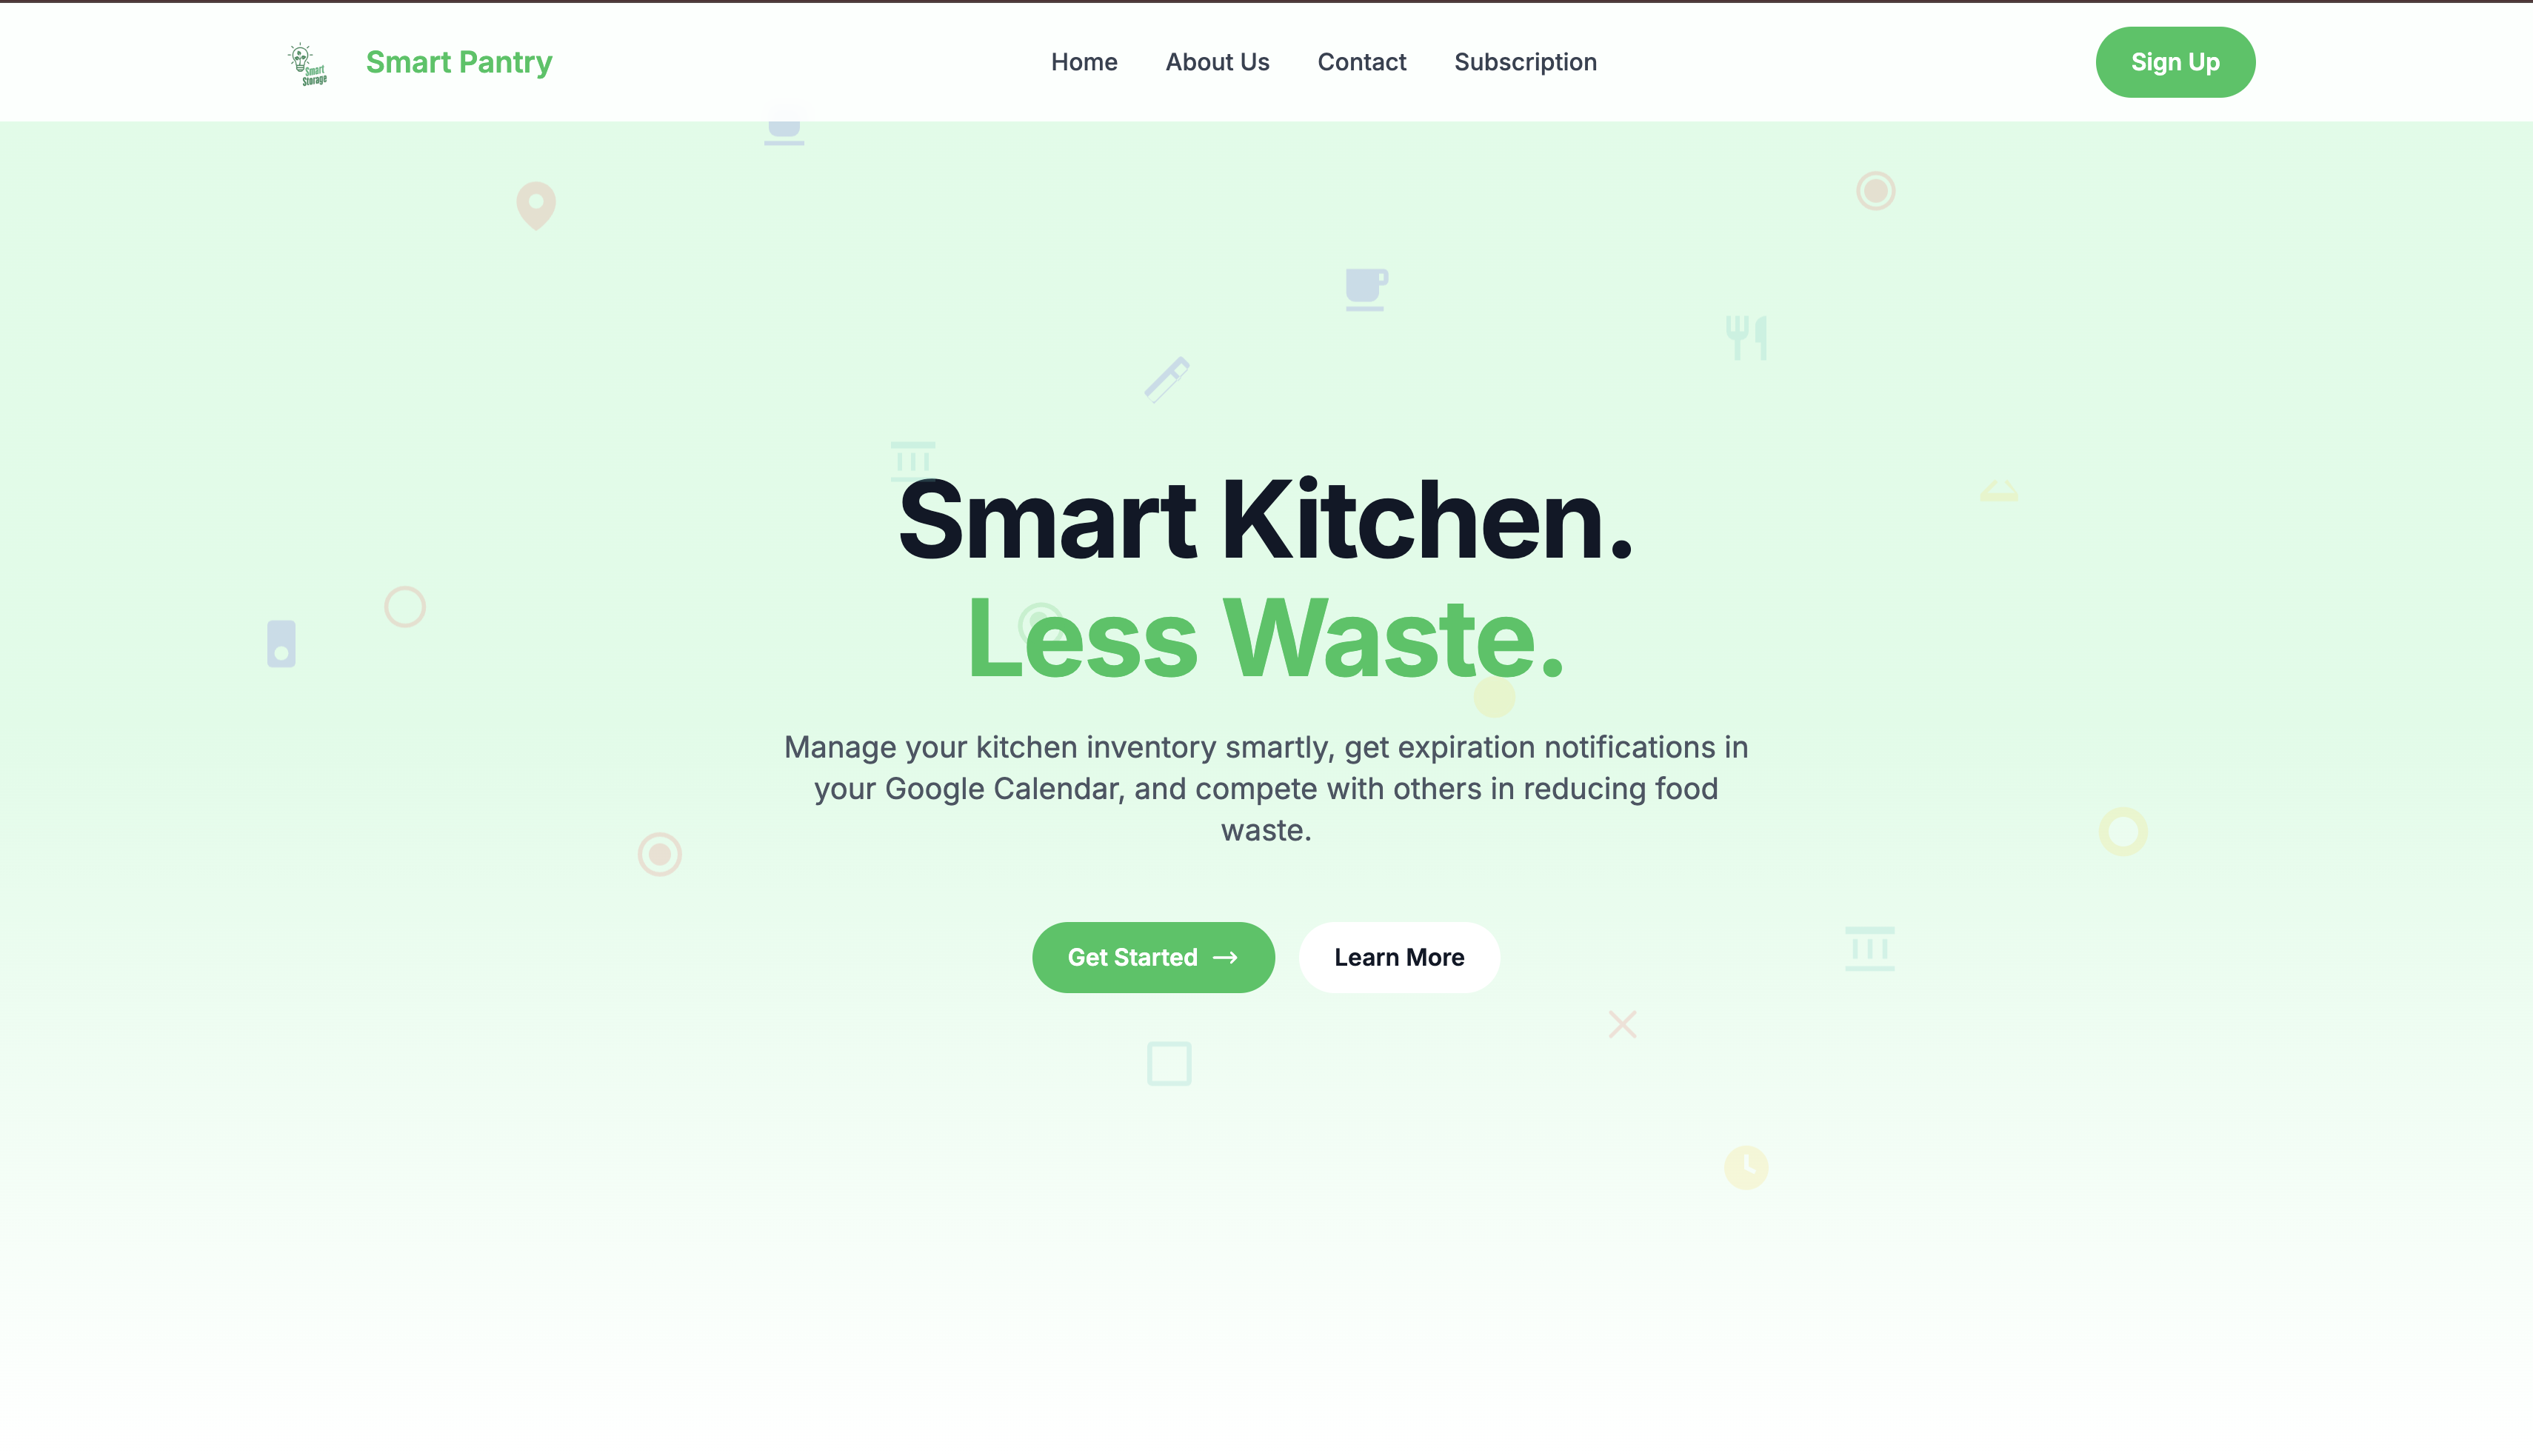 Smart
Storage
Smart Pantry
Home
About Us
Contact
Subscription
Sign Up
Smart Kitchen.
Less Waste.
Manage your kitchen inventory smartly, get expiration notifications in
your Google Calendar, and compete with others in reducing food
waste.
Get Started →
Learn More